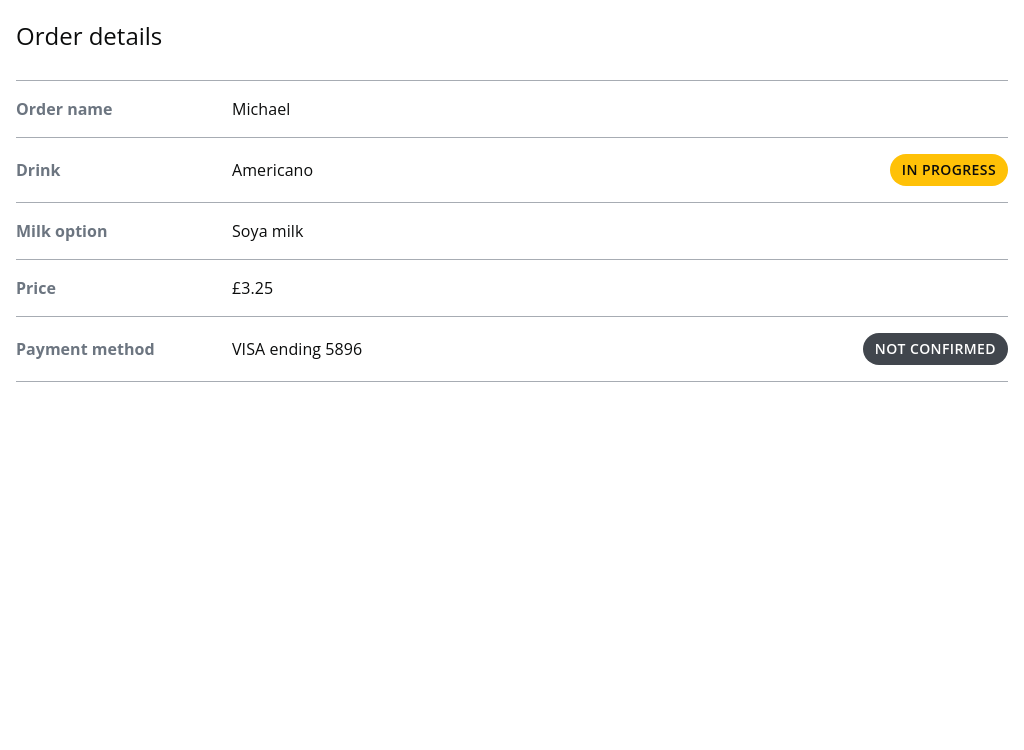 Order details
Order name Michael
Drink Americano IN PROGRESS
Milk option Soya milk
Price £3.25
Payment method VISA ending 5896 NOT CONFIRMED